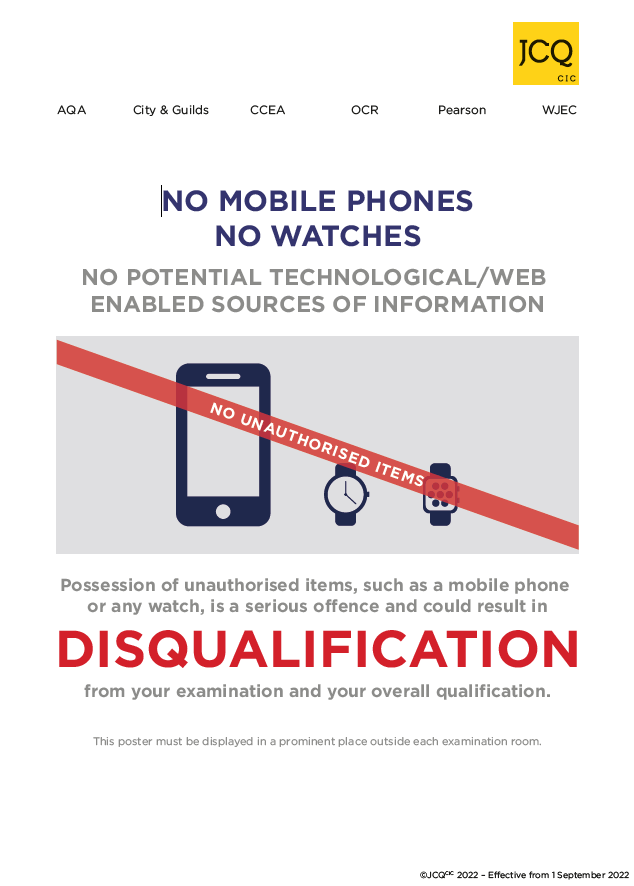 JCQ
CIC
AQA City & Guilds CCEA OCR Pearson WJEC
NO MOBILE PHONES
NO WATCHES
NO POTENTIAL TECHNOLOGICAL/WEB
ENABLED SOURCES OF INFORMATION
NO UNAUTHORISED ITEMS
Possession of unauthorised items, such as a mobile phone
or any watch, is a serious offence and could result in
DISQUALIFICATION
from your examination and your overall qualification.
This poster must be displayed in a prominent place outside each examination room.
©JCQCIC 2022 – Effective from 1 September 2022